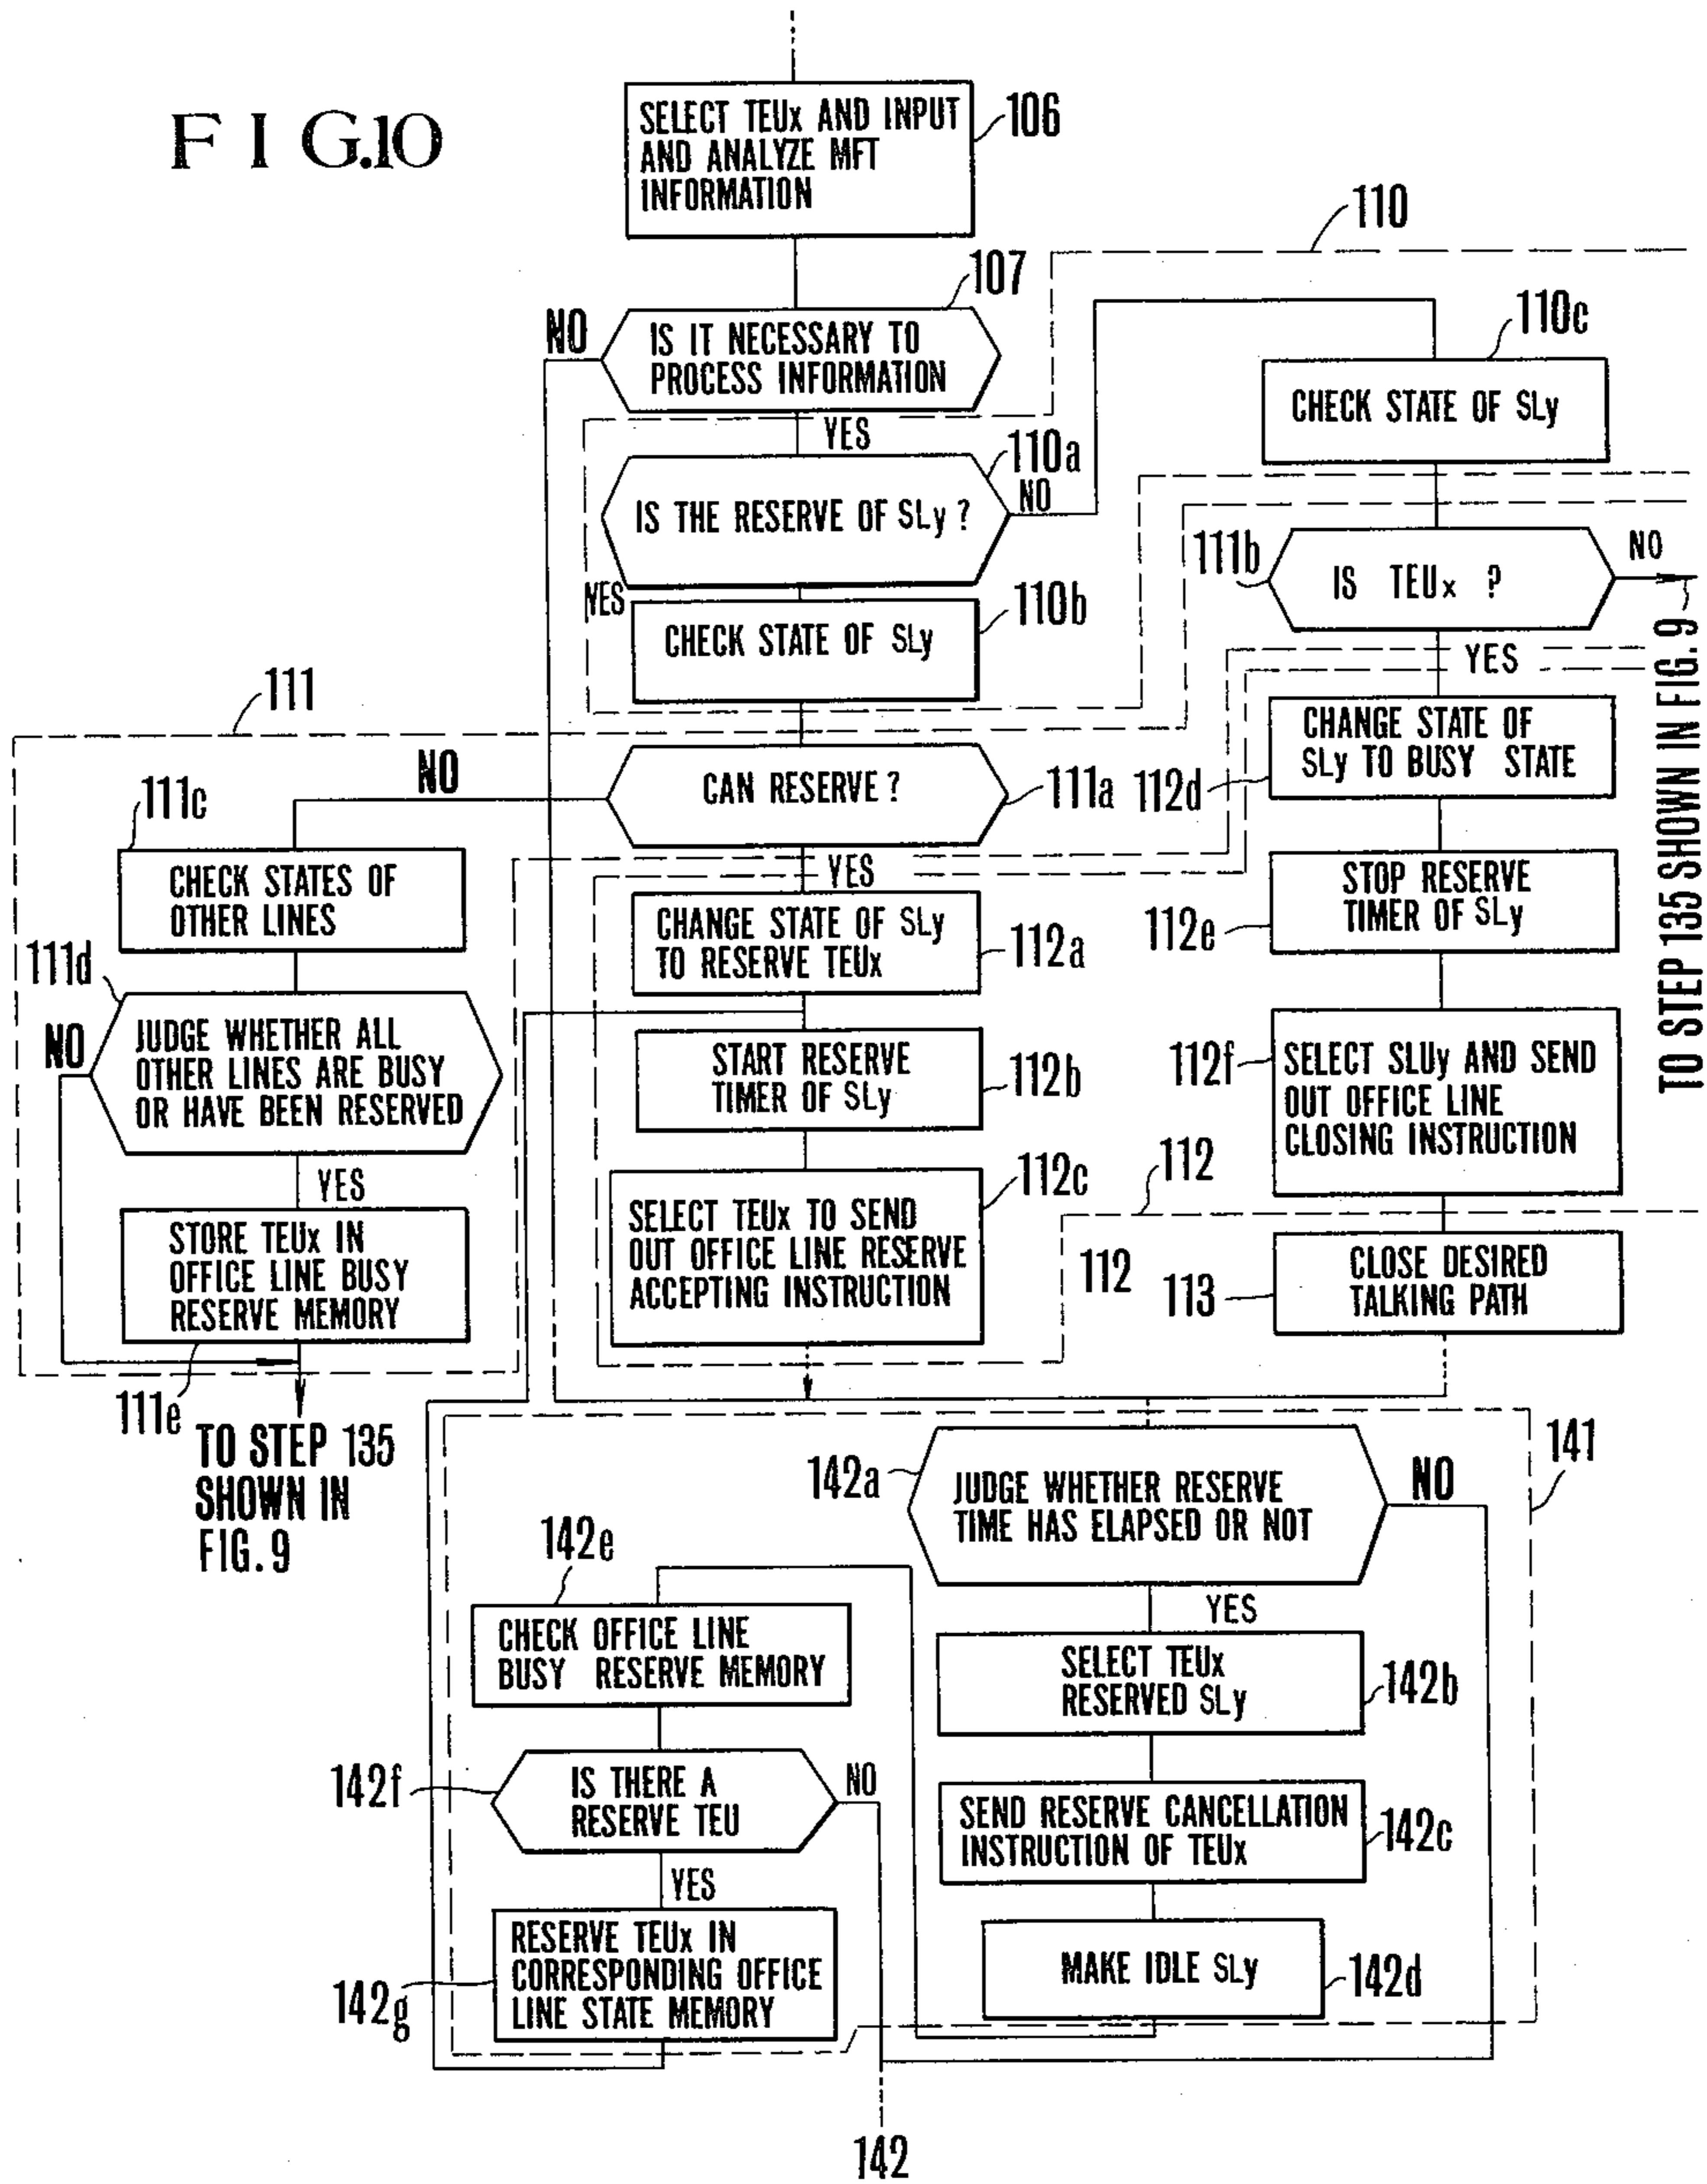 FIG.10
SELECT TEUx AND INPUT
AND ANALYZE MFT
INFORMATION
106
110
107
NO
IS IT NECESSARY TO
PROCESS INFORMATION
110c
CHECK STATE OF SLy
YES
110a
NO
IS THE RESERVE OF SLy ?
YES
110b
CHECK STATE OF SLy
111b
IS TEUx ?
NO
TO STEP 135 SHOWN IN FIG. 9
YES
111
NO
CAN RESERVE ?
111a
112d
CHANGE STATE OF
SLy TO BUSY STATE
111c
CHECK STATES OF
OTHER LINES
YES
CHANGE STATE OF SLy
TO RESERVE TEUx
112a
112e
STOP RESERVE
TIMER OF SLy
111d
NO
JUDGE WHETHER ALL
OTHER LINES ARE BUSY
OR HAVE BEEN RESERVED
START RESERVE
TIMER OF SLy
112b
112f
SELECT SLUy AND SEND
OUT OFFICE LINE
CLOSING INSTRUCTION
YES
112c
112
STORE TEUx IN
OFFICE LINE BUSY
RESERVE MEMORY
SELECT TEUx TO SEND
OUT OFFICE LINE RESERVE
ACCEPTING INSTRUCTION
112
113
CLOSE DESIRED
TALKING PATH
111e
TO STEP 135
SHOWN IN
FIG. 9
142a
JUDGE WHETHER RESERVE
TIME HAS ELAPSED OR NOT
NO
141
142e
CHECK OFFICE LINE
BUSY RESERVE MEMORY
YES
SELECT TEUx
RESERVED SLy
142b
142f
IS THERE A
RESERVE TEU
NO
SEND RESERVE CANCELLATION
INSTRUCTION OF TEUx
142c
YES
RESERVE TEUx IN
CORRESPONDING OFFICE
LINE STATE MEMORY
142g
MAKE IDLE SLy
142d
142